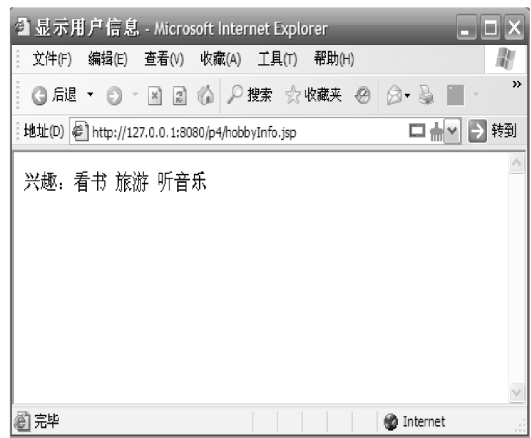 显示用户信息 - Microsoft Internet Explorer
文件(F) 编辑(E) 查看(V) 收藏(A) 工具(T) 帮助(H)
后退 搜索 收藏夹 »
地址(D) http://127.0.0.1:8080/p4/hobbyInfo.jsp 转到
兴趣：看书 旅游 听音乐
完毕 Internet